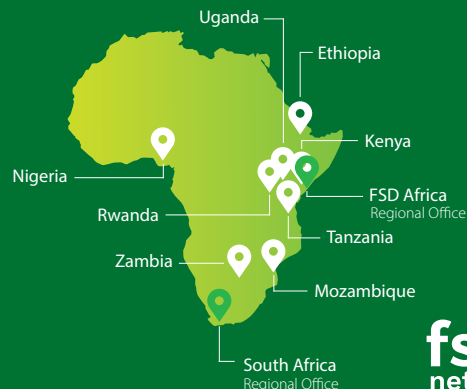 Uganda
Ethiopia
Kenya
Nigeria
FSD Africa
Regional Office
Rwanda
Tanzania
Zambia
Mozambique
South Africa
Regional Office